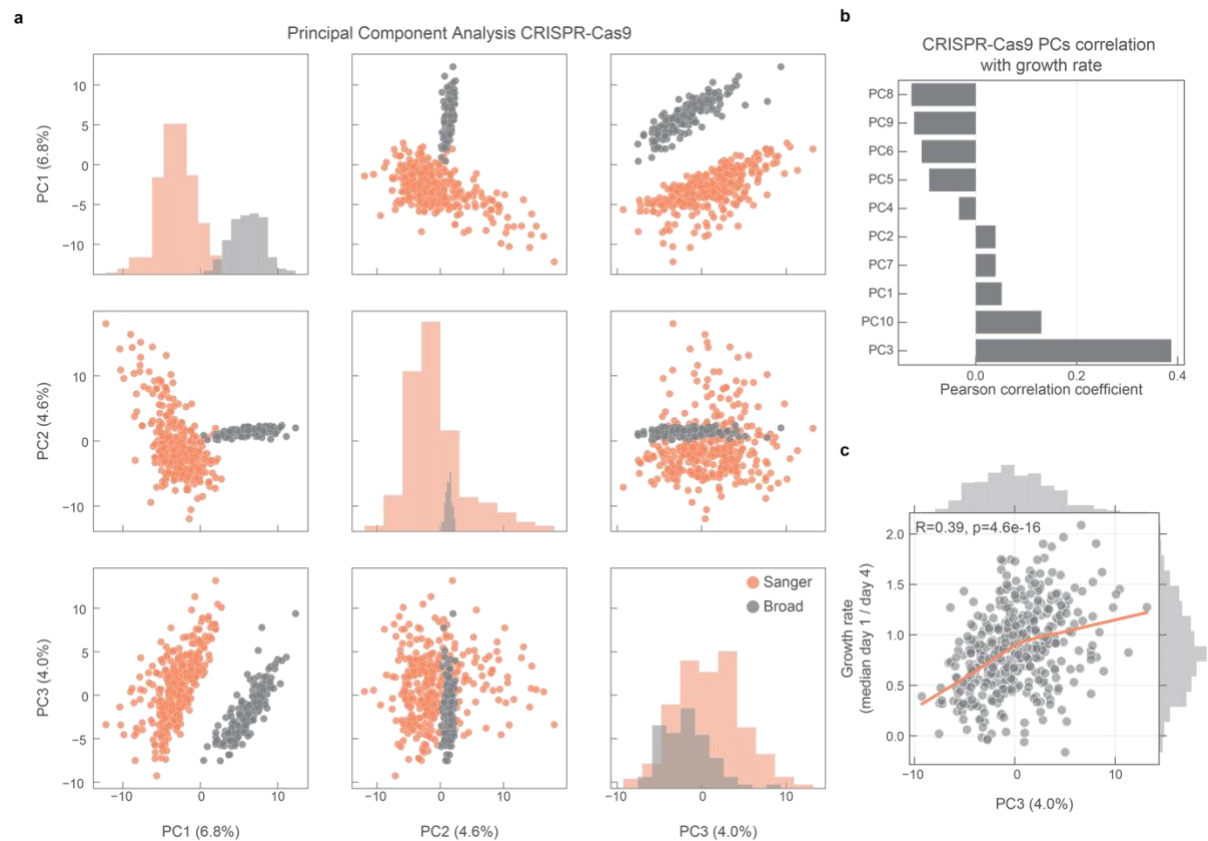 a
Principal Component Analysis CRISPR-Cas9
PC1 (6.8%)
10
5
0
−5
−10
PC2 (4.6%)
10
0
−10
PC3 (4.0%)
10
5
0
−5
−10
Sanger
Broad
−10 0 10
−10 0 10
−10 0 10
PC1 (6.8%)
PC2 (4.6%)
PC3 (4.0%)
b
CRISPR-Cas9 PCs correlation
with growth rate
PC8
PC9
PC6
PC5
PC4
PC2
PC7
PC1
PC10
PC3
0.0 0.2 0.4
Pearson correlation coefficient
c
R=0.39, p=4.6e-16
Growth rate
(median day 1 / day 4)
2.0
1.5
1.0
0.5
0.0
−10 0 10
PC3 (4.0%)